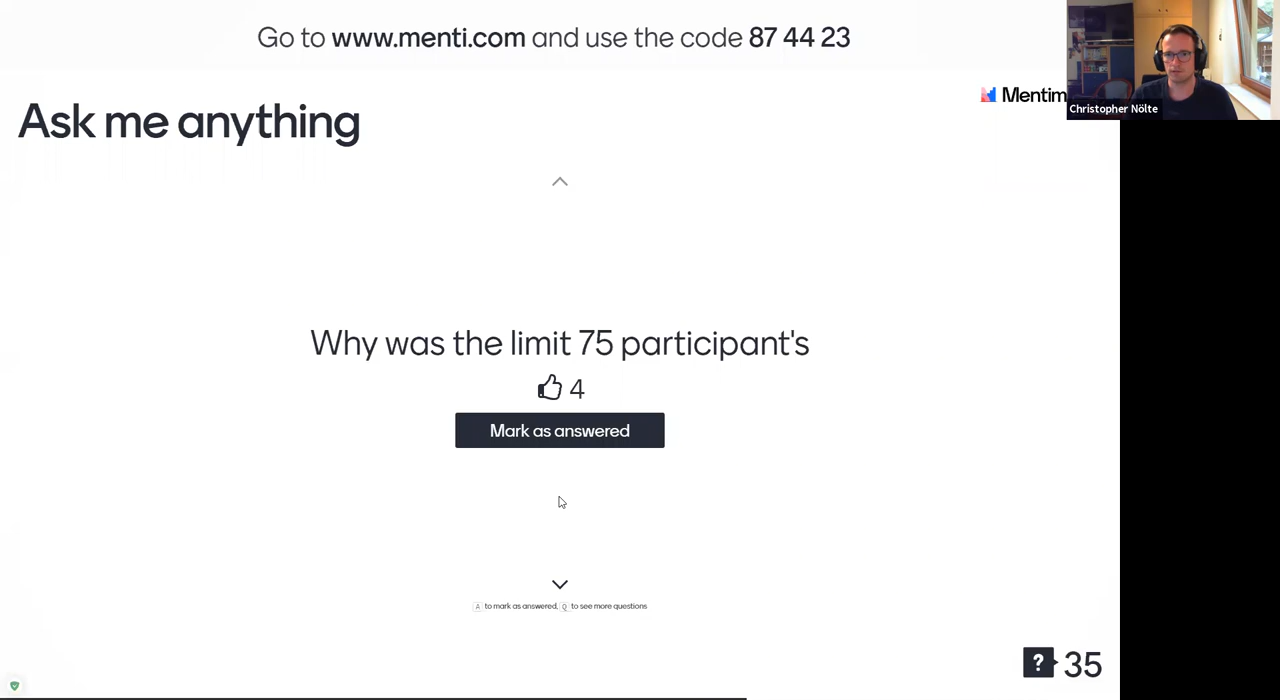 Go to www.menti.com and use the code 87 44 23
Ask me anything
Mentim
Christopher Nölte
Why was the limit 75 participant's
4
Mark as answered
A to mark as answered, Q to see more questions
? 35